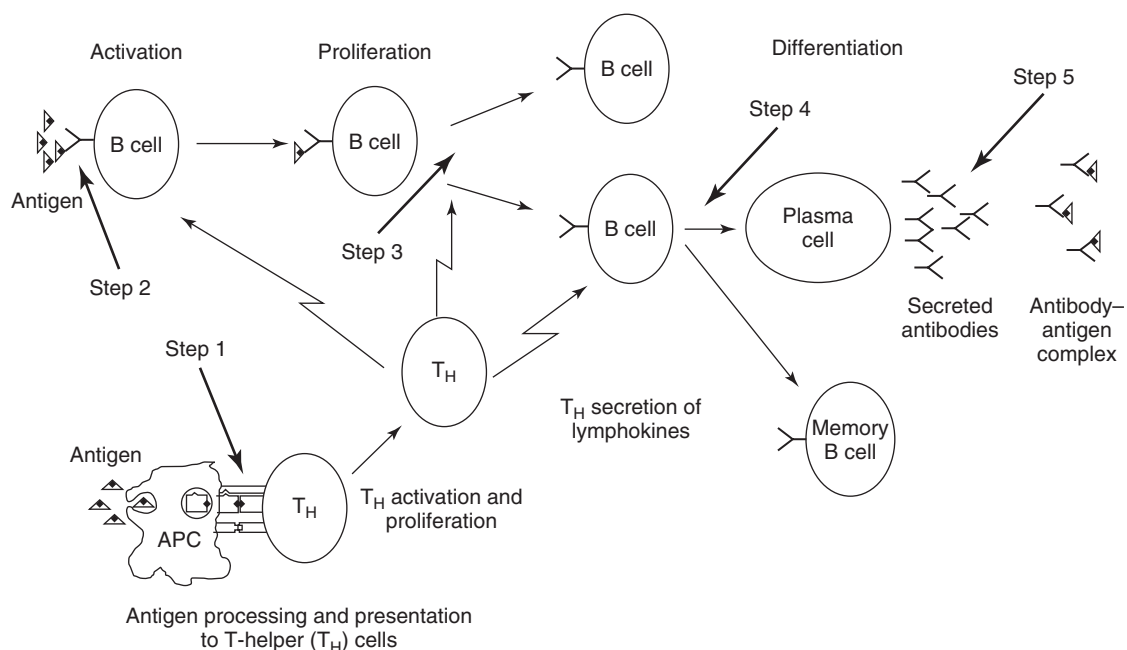 Activation
Proliferation
Differentiation
B cell
Step 5
Step 4
B cell
B cell
Antigen
Plasma
cell
B cell
Step 3
Step 2
Secreted
antibodies
Antibody–
antigen
complex
Step 1
T_H
T_H secretion of
lymphokines
Memory
B cell
Antigen
T_H
T_H activation and
proliferation
APC
Antigen processing and presentation
to T-helper (T_H) cells